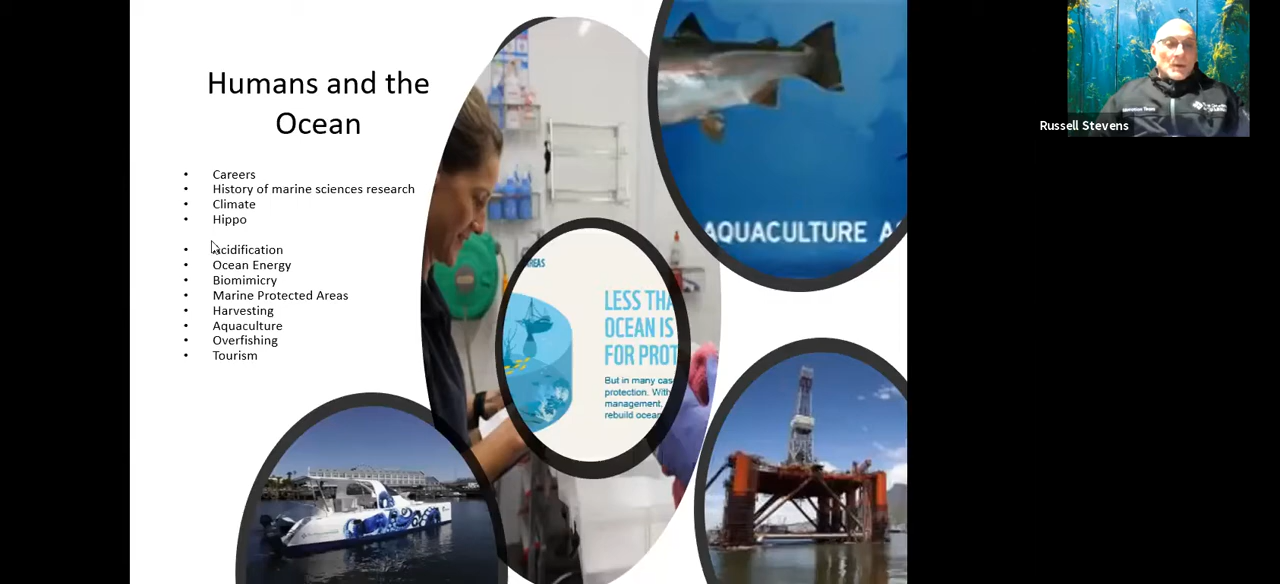 Humans and the
Ocean
• Careers
• History of marine sciences research
• Climate
• Hippo
• Acidification
• Ocean Energy
• Biomimicry
• Marine Protected Areas
• Harvesting
• Aquaculture
• Overfishing
• Tourism
AQUACULTURE A
LESS THA
OCEAN IS
FOR PROT
But in many cas
protection. With
management,
rebuild ocean
Russell Stevens